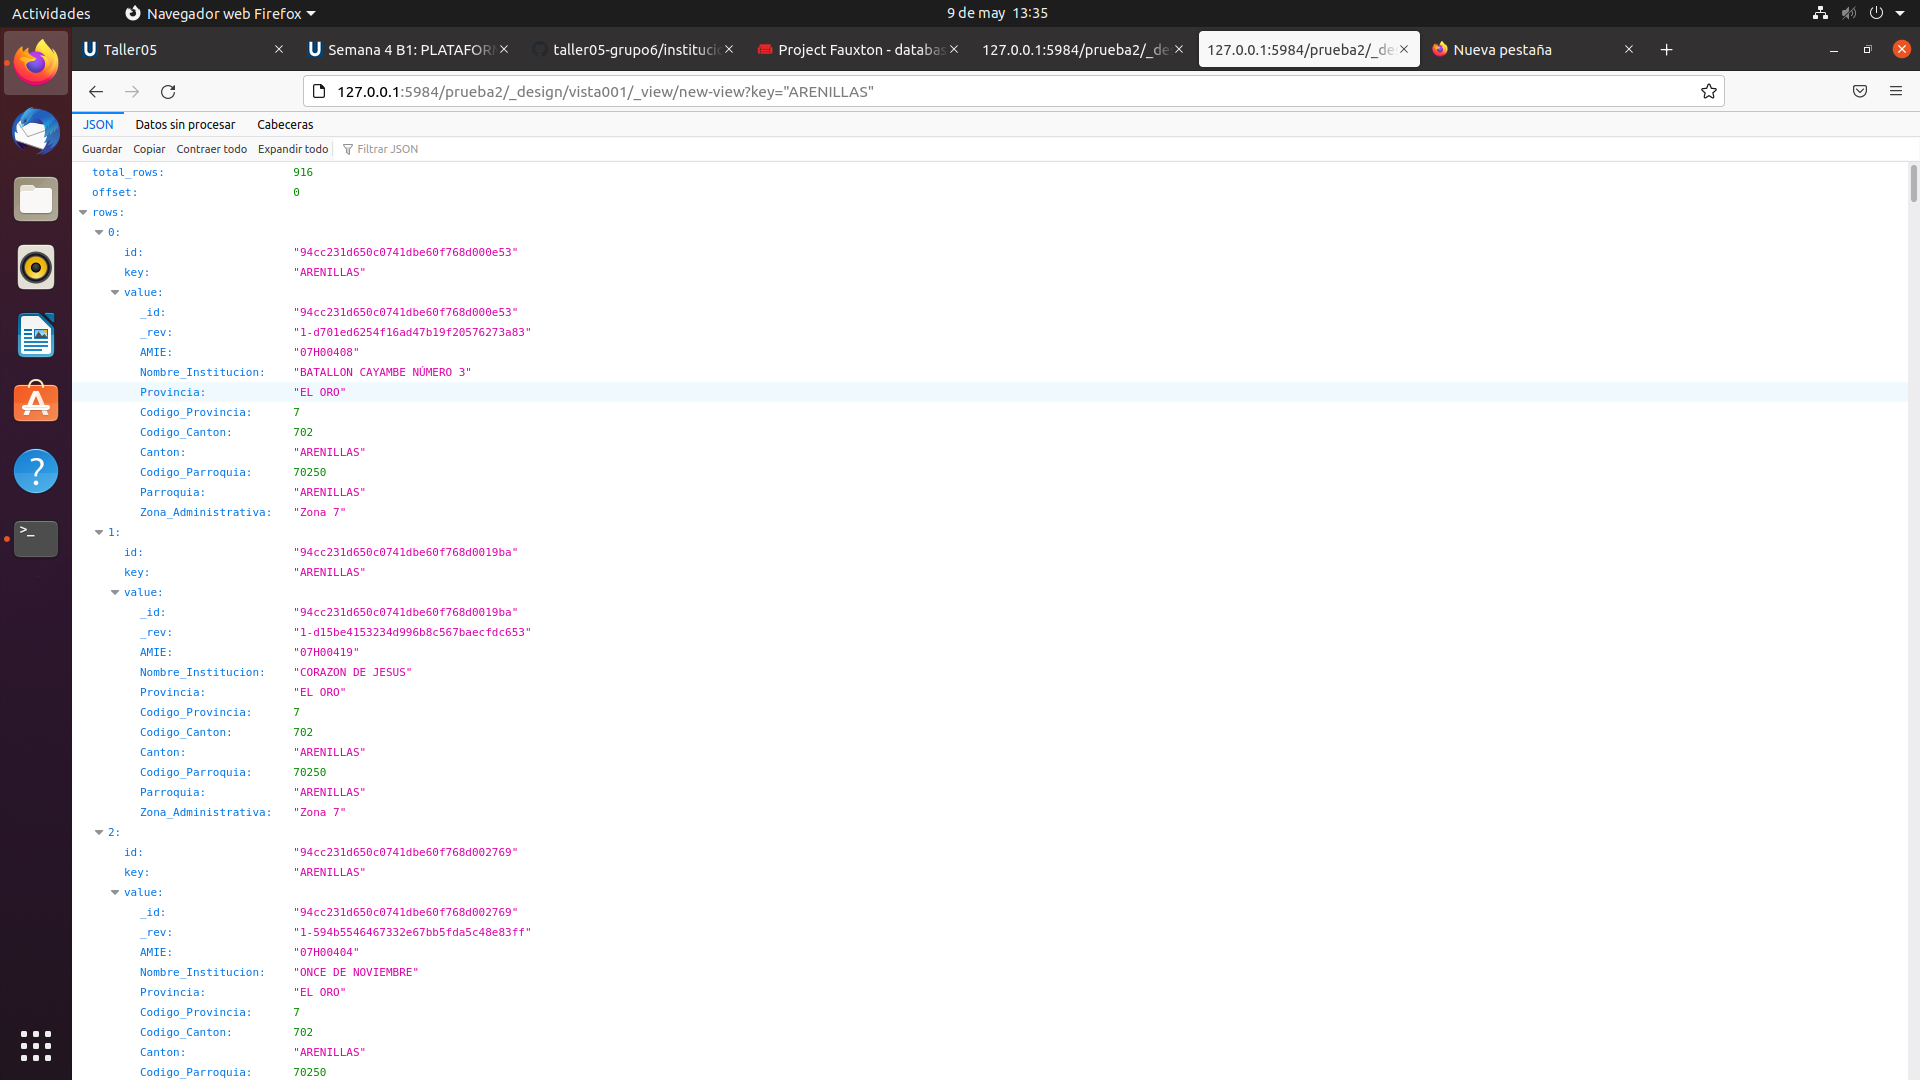 Actividades
Navegador web Firefox
9 de may 13:35
Taller05
Semana 4 B1: PLATAFOR
taller05-grupo6/instituci
Project Fauxton - databas
127.0.0.1:5984/prueba2/_de
127.0.0.1:5984/prueba2/_de
Nueva pestaña
127.0.0.1:5984/prueba2/_design/vista001/_view/new-view?key="ARENILLAS"
JSON Datos sin procesar Cabeceras
Guardar Copiar Contraer todo Expandir todo Filtrar JSON
total_rows: 916
offset: 0
rows:
0:
id: "94cc231d650c0741dbe60f768d000e53"
key: "ARENILLAS"
value:
_id: "94cc231d650c0741dbe60f768d000e53"
_rev: "1-d701ed6254f16ad47b19f20576273a83"
AMIE: "07H00408"
Nombre_Institucion: "BATALLON CAYAMBE NÚMERO 3"
Provincia: "EL ORO"
Codigo_Provincia: 7
Codigo_Canton: 702
Canton: "ARENILLAS"
Codigo_Parroquia: 70250
Parroquia: "ARENILLAS"
Zona_Administrativa: "Zona 7"
1:
id: "94cc231d650c0741dbe60f768d0019ba"
key: "ARENILLAS"
value:
_id: "94cc231d650c0741dbe60f768d0019ba"
_rev: "1-d15be4153234d996b8c567baecfdc653"
AMIE: "07H00419"
Nombre_Institucion: "CORAZON DE JESUS"
Provincia: "EL ORO"
Codigo_Provincia: 7
Codigo_Canton: 702
Canton: "ARENILLAS"
Codigo_Parroquia: 70250
Parroquia: "ARENILLAS"
Zona_Administrativa: "Zona 7"
2:
id: "94cc231d650c0741dbe60f768d002769"
key: "ARENILLAS"
value:
_id: "94cc231d650c0741dbe60f768d002769"
_rev: "1-594b5546467332e67bb5fda5c48e83ff"
AMIE: "07H00404"
Nombre_Institucion: "ONCE DE NOVIEMBRE"
Provincia: "EL ORO"
Codigo_Provincia: 7
Codigo_Canton: 702
Canton: "ARENILLAS"
Codigo_Parroquia: 70250